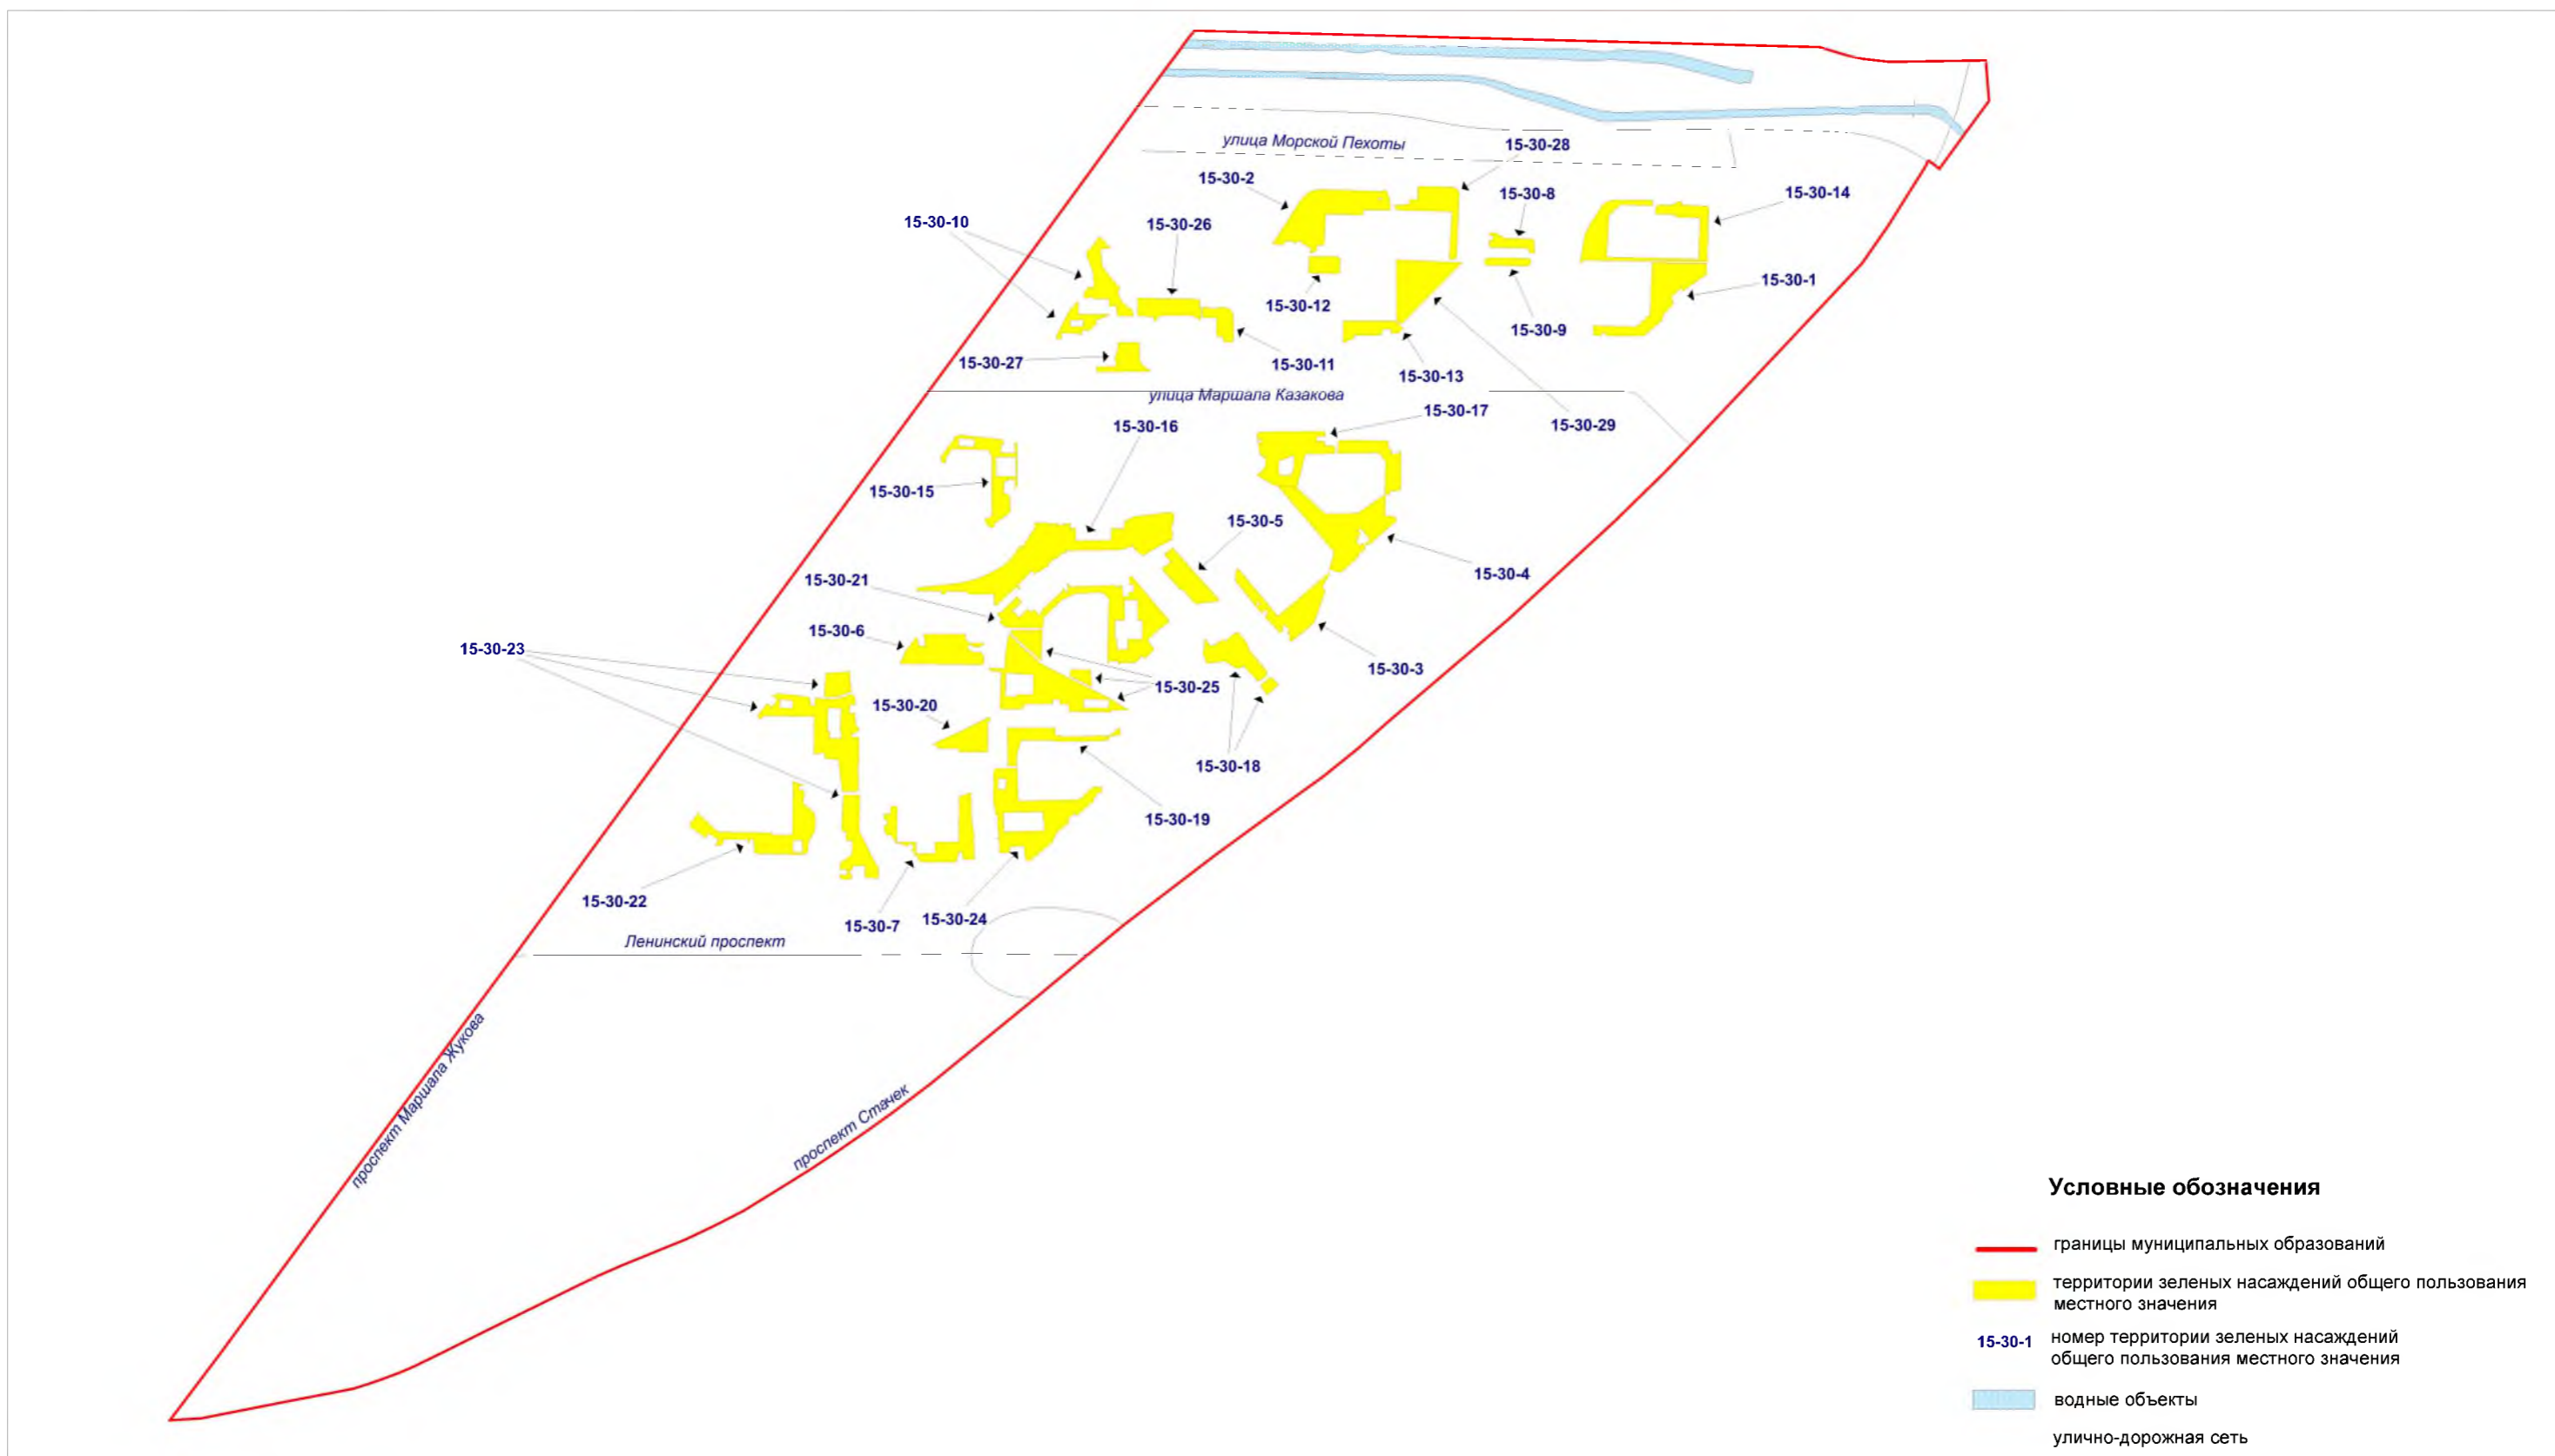 улица Морской Пехоты
15-30-28
15-30-2
15-30-8
15-30-14
15-30-10
15-30-26
15-30-1
15-30-12
15-30-9
15-30-27
15-30-11
15-30-13
улица Маршала Казакова
15-30-17
15-30-29
15-30-16
15-30-15
15-30-5
15-30-4
15-30-21
15-30-6
15-30-23
15-30-3
15-30-25
15-30-20
15-30-18
15-30-19
15-30-22
15-30-7
15-30-24
Ленинский проспект
проспект Маршала Жукова
проспект Стачек
Условные обозначения
границы муниципальных образований
территории зеленых насаждений общего пользования
местного значения
15-30-1
номер территории зеленых насаждений
общего пользования местного значения
водные объекты
улично-дорожная сеть